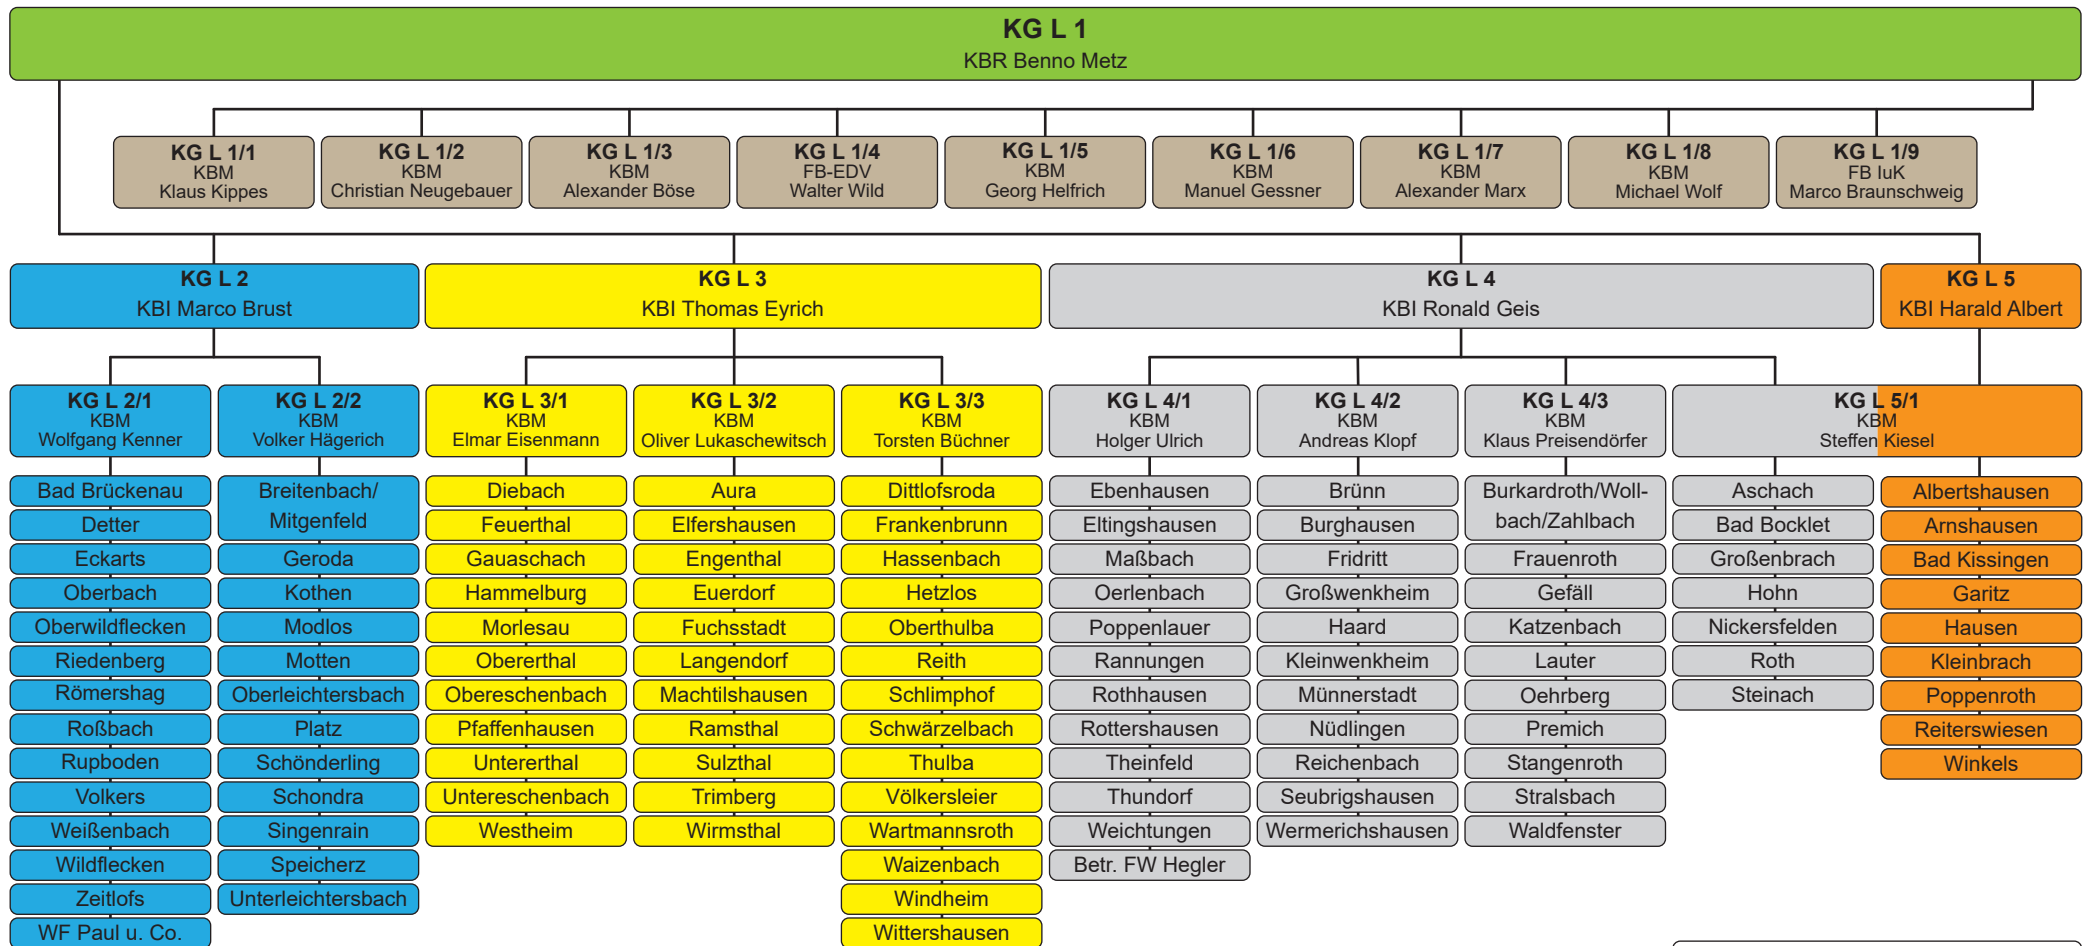 KG L 1
KBR Benno Metz
KG L 1/1
KBM
Klaus Kippes
KG L 1/2
KBM
Christian Neugebauer
KG L 1/3
KBM
Alexander Böse
KG L 1/4
FB-EDV
Walter Wild
KG L 1/5
KBM
Georg Helfrich
KG L 1/6
KBM
Manuel Gessner
KG L 1/7
KBM
Alexander Marx
KG L 1/8
KBM
Michael Wolf
KG L 1/9
FB IuK
Marco Braunschweig
KG L 2
KBI Marco Brust
KG L 3
KBI Thomas Eyrich
KG L 4
KBI Ronald Geis
KG L 5
KBI Harald Albert
KG L 2/1
KBM
Wolfgang Kenner
Bad Brückenau
Detter
Eckarts
Oberbach
Oberwildflecken
Riedenberg
Römershag
Roßbach
Rupboden
Volkers
Weißenbach
Wildflecken
Zeitlofs
WF Paul u. Co.
KG L 2/2
KBM
Volker Hägerich
Breitenbach/
Mitgenfeld
Geroda
Kothen
Modlos
Motten
Oberleichtersbach
Platz
Schönderling
Schondra
Singenrain
Speicherz
Unterleichtersbach
KG L 3/1
KBM
Elmar Eisenmann
Diebach
Feuerthal
Gauaschach
Hammelburg
Morlesau
Obererthal
Obereschenbach
Pfaffenhausen
Untererthal
Untereschenbach
Westheim
KG L 3/2
KBM
Oliver Lukaschewitsch
Aura
Elfershausen
Engenthal
Euerdorf
Fuchsstadt
Langendorf
Machtilshausen
Ramsthal
Sulzthal
Trimberg
Wirmsthal
KG L 3/3
KBM
Torsten Büchner
Dittlofsroda
Frankenbrunn
Hassenbach
Hetzlos
Oberthulba
Reith
Schlimphof
Schwärzelbach
Thulba
Völkersleier
Wartmannsroth
Waizenbach
Windheim
Wittershausen
KG L 4/1
KBM
Holger Ulrich
Ebenhausen
Eltingshausen
Maßbach
Oerlenbach
Poppenlauer
Rannungen
Rothhausen
Rottershausen
Theinfeld
Thundorf
Weichtungen
Betr. FW Hegler
KG L 4/2
KBM
Andreas Klopf
Brünn
Burghausen
Fridritt
Großwenkheim
Haard
Kleinwenkheim
Münnerstadt
Nüdlingen
Reichenbach
Seubrigshausen
Wermerichshausen
KG L 4/3
KBM
Klaus Preisendörfer
Burkardroth/Woll-
bach/Zahlbach
Frauenroth
Gefäll
Katzenbach
Lauter
Oehrberg
Premich
Stangenroth
Stralsbach
Waldfenster
KG L 5/1
KBM
Steffen Kiesel
Aschach
Bad Bocklet
Großenbrach
Hohn
Nickersfelden
Roth
Steinach
Albertshausen
Arnshausen
Bad Kissingen
Garitz
Hausen
Kleinbrach
Poppenroth
Reiterswiesen
Winkels